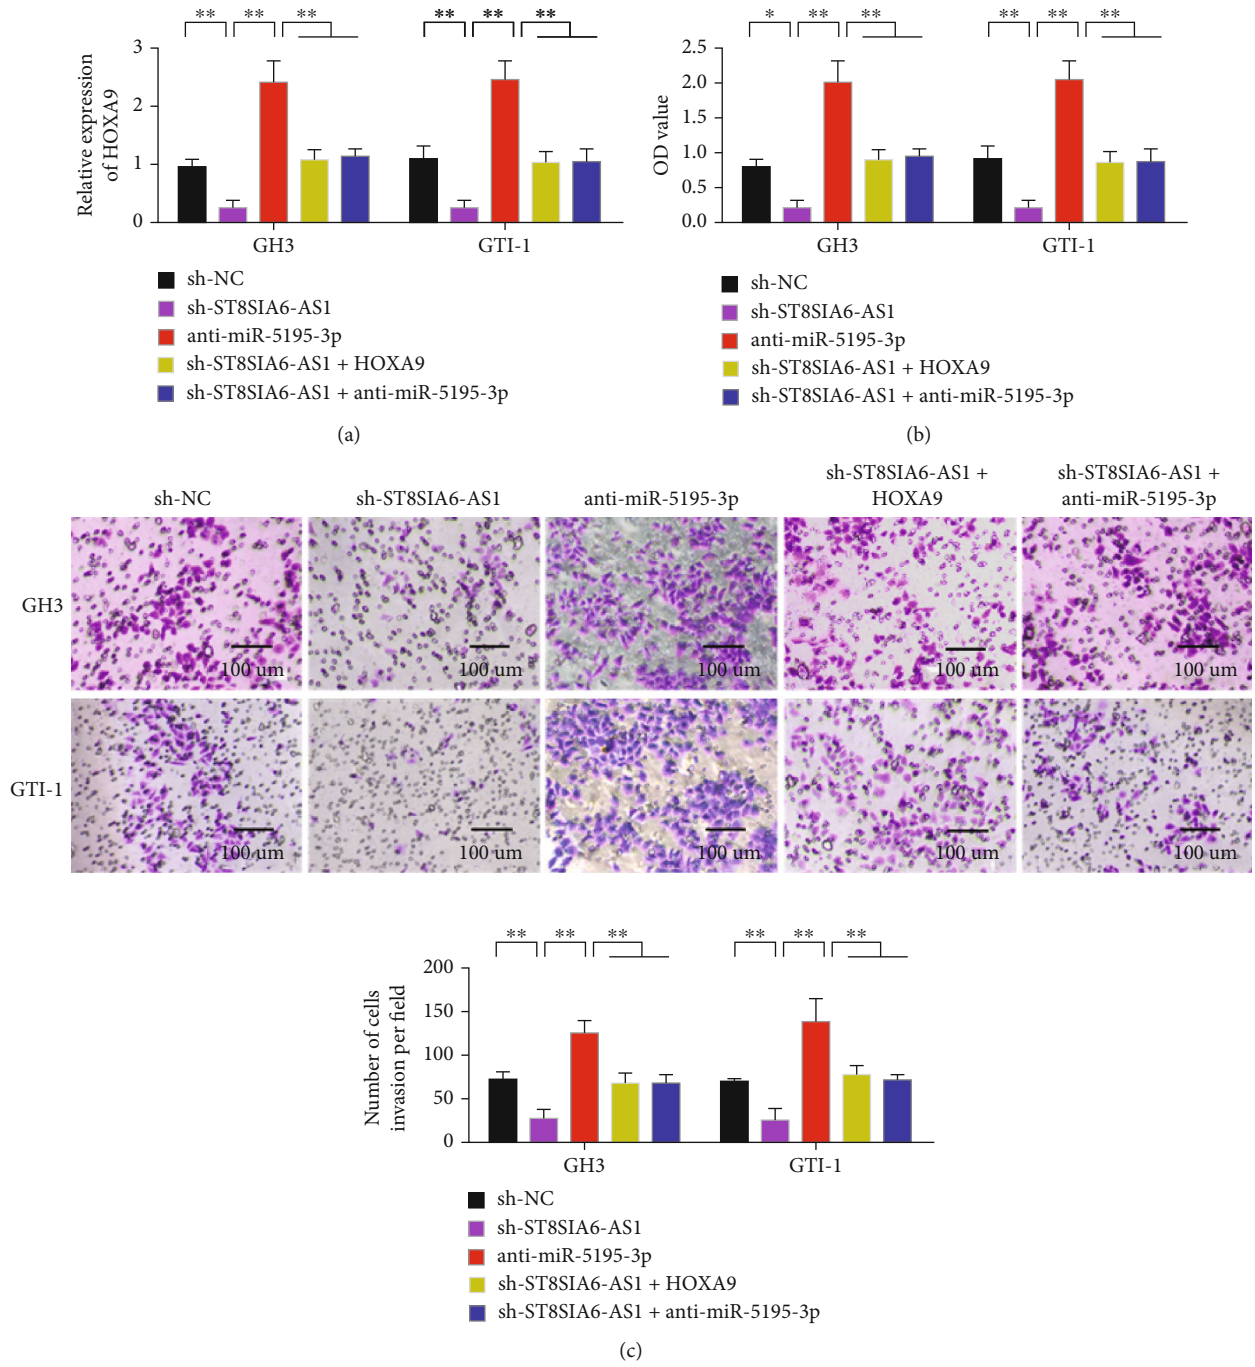 ** ** ** ** ** **
Relative expression
of HOXA9
3
2
1
0
GH3 GTI-1
sh-NC
sh-ST8SIA6-AS1
anti-miR-5195-3p
sh-ST8SIA6-AS1 + HOXA9
sh-ST8SIA6-AS1 + anti-miR-5195-3p
(a)
* ** ** ** ** **
OD value
2.5
2.0
1.5
1.0
0.5
0.0
GH3 GTI-1
sh-NC
sh-ST8SIA6-AS1
anti-miR-5195-3p
sh-ST8SIA6-AS1 + HOXA9
sh-ST8SIA6-AS1 + anti-miR-5195-3p
(b)
sh-NC
sh-ST8SIA6-AS1
anti-miR-5195-3p
sh-ST8SIA6-AS1 +
HOXA9
sh-ST8SIA6-AS1 +
anti-miR-5195-3p
GH3
100 um 100 um 100 um 100 um 100 um
GTI-1
100 um 100 um 100 um 100 um 100 um
** ** ** ** ** **
Number of cells
invasion per field
200
150
100
50
0
GH3 GTI-1
sh-NC
sh-ST8SIA6-AS1
anti-miR-5195-3p
sh-ST8SIA6-AS1 + HOXA9
sh-ST8SIA6-AS1 + anti-miR-5195-3p
(c)